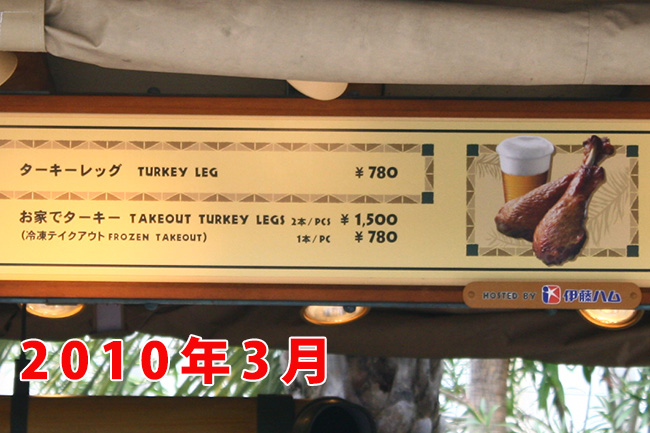 ターキーレッグ TURKEY LEG ¥780
お家でターキー TAKEOUT TURKEY LEGS 2本/PCS ¥1,500
(冷凍テイクアウト FROZEN TAKEOUT) 1本/PC ¥780
HOSTED BY 伊藤ハム
2010年3月